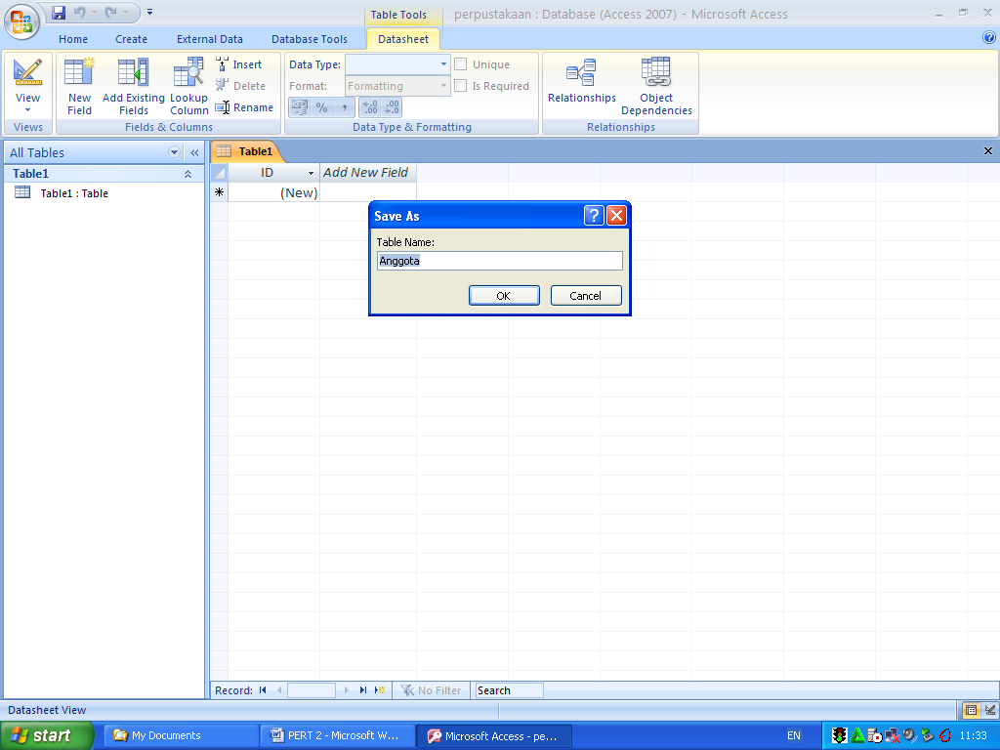 Table Tools
perpustakaan : Database (Access 2007) - Microsoft Access
Home Create External Data Database Tools Datasheet
View
Views
New Field
Add Existing Fields
Lookup Column
Insert
Delete
Rename
Fields & Columns
Data Type:
Format: Formatting
Unique
Is Required
% , .0 .00 .00 .0
Data Type & Formatting
Relationships
Object Dependencies
Relationships
All Tables
Table1
Table1 : Table
Table1
ID Add New Field
(New)
Save As
Table Name:
Anggota
OK Cancel
Record: No Filter Search
Datasheet View
start My Documents PERT 2 - Microsoft W... Microsoft Access - pe... EN 11:33